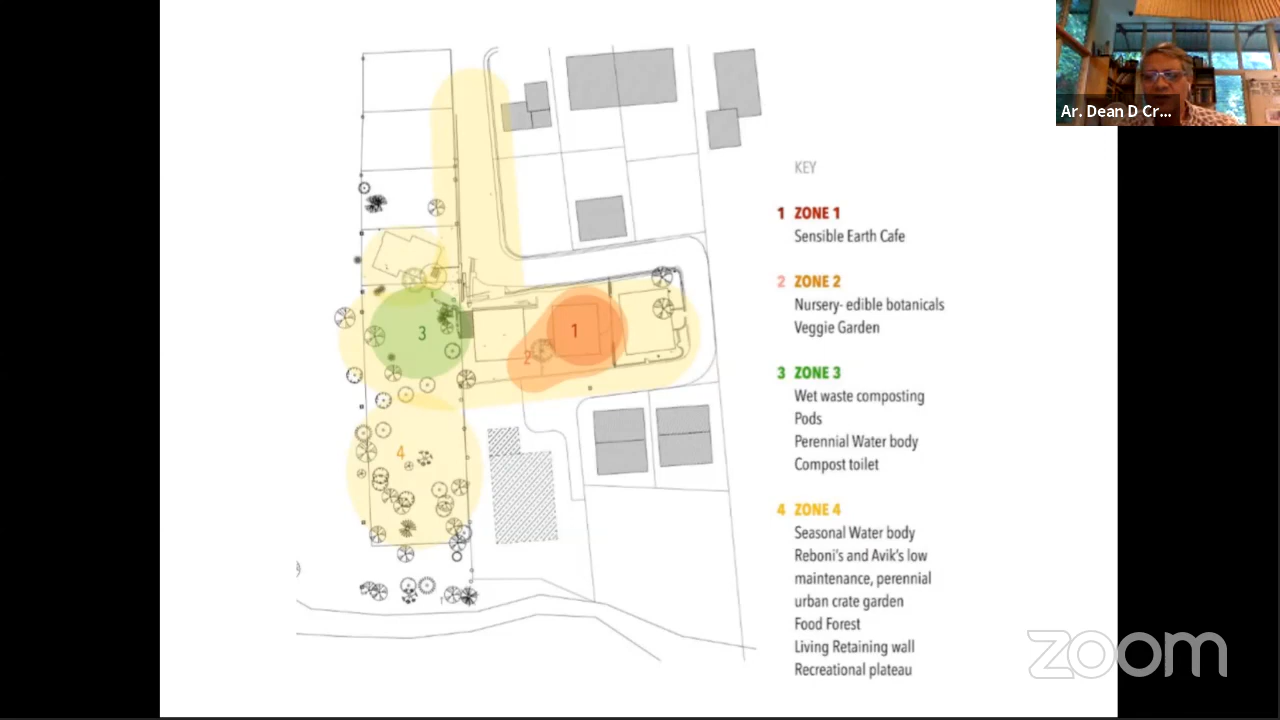 Ar. Dean D Cr...
KEY
1 ZONE 1
Sensible Earth Cafe
2 ZONE 2
Nursery- edible botanicals
Veggie Garden
3 ZONE 3
Wet waste composting
Pods
Perennial Water body
Compost toilet
4 ZONE 4
Seasonal Water body
Reboni's and Avik's low
maintenance, perennial
urban crate garden
Food Forest
Living Retaining wall
Recreational plateau
1
2
3
4
zoom